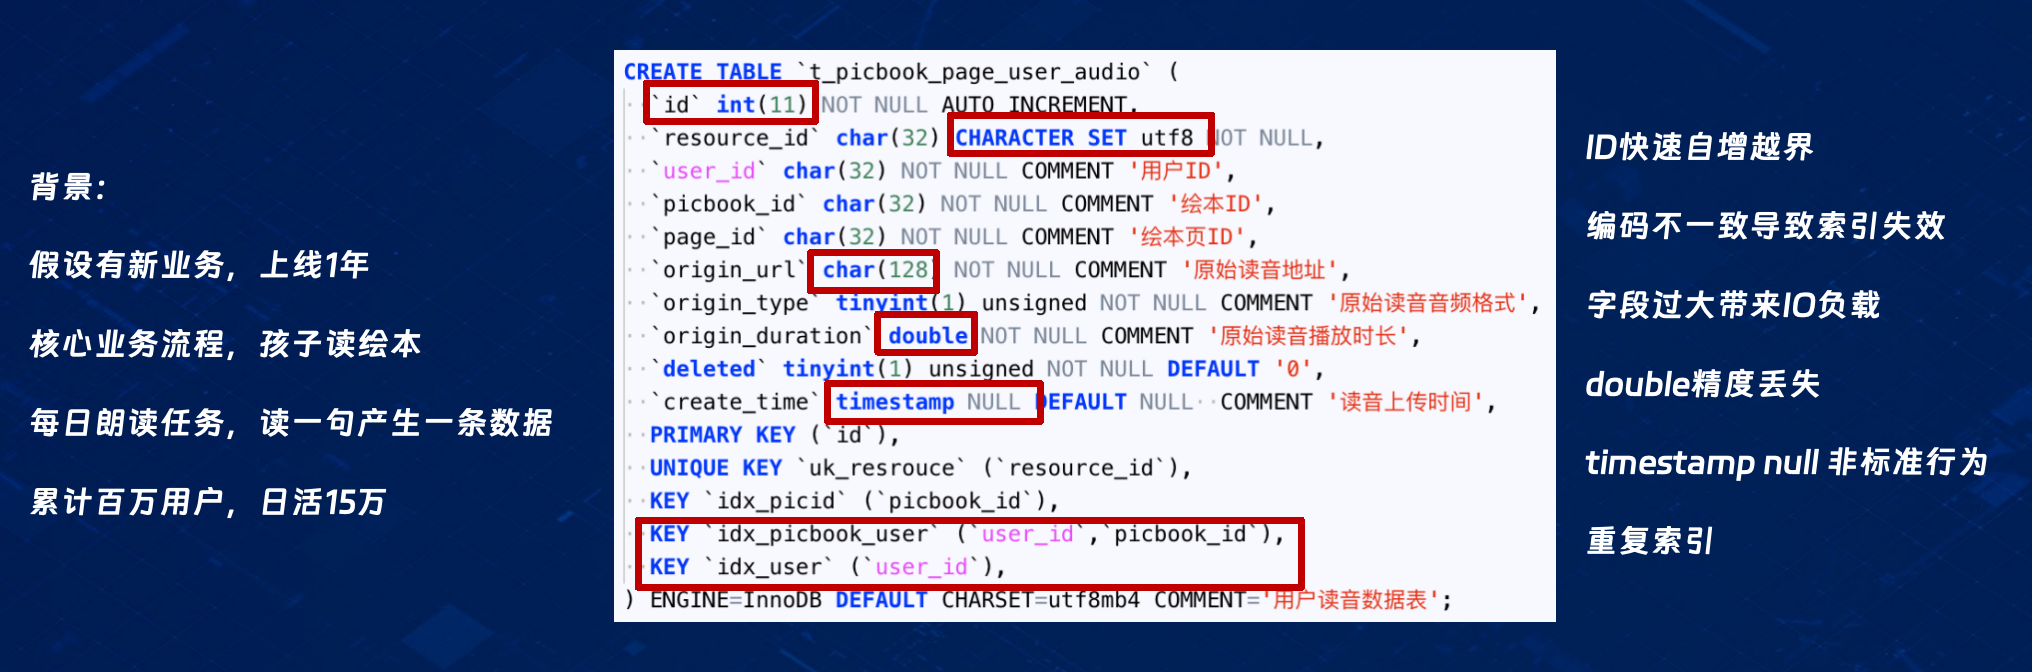 背景：
假设有新业务，上线1年
核心业务流程，孩子读绘本
每日朗读任务，读一句产生一条数据
累计百万用户，日活15万
CREATE TABLE `t_picbook_page_user_audio` (
`id` int(11) NOT NULL AUTO_INCREMENT,
`resource_id` char(32) CHARACTER SET utf8 NOT NULL,
`user_id` char(32) NOT NULL COMMENT '用户ID',
`picbook_id` char(32) NOT NULL COMMENT '绘本ID',
`page_id` char(32) NOT NULL COMMENT '绘本页ID',
`origin_url` char(128) NOT NULL COMMENT '原始读音地址',
`origin_type` tinyint(1) unsigned NOT NULL COMMENT '原始读音音频格式',
`origin_duration` double NOT NULL COMMENT '原始读音播放时长',
`deleted` tinyint(1) unsigned NOT NULL DEFAULT '0',
`create_time` timestamp NULL DEFAULT NULL COMMENT '读音上传时间',
PRIMARY KEY (`id`),
UNIQUE KEY `uk_resrouce` (`resource_id`),
KEY `idx_picid` (`picbook_id`),
KEY `idx_picbook_user` (`user_id`,`picbook_id`),
KEY `idx_user` (`user_id`),
) ENGINE=InnoDB DEFAULT CHARSET=utf8mb4 COMMENT='用户读音数据表';
ID快速自增越界
编码不一致导致索引失效
字段过大带来IO负载
double精度丢失
timestamp null 非标准行为
重复索引